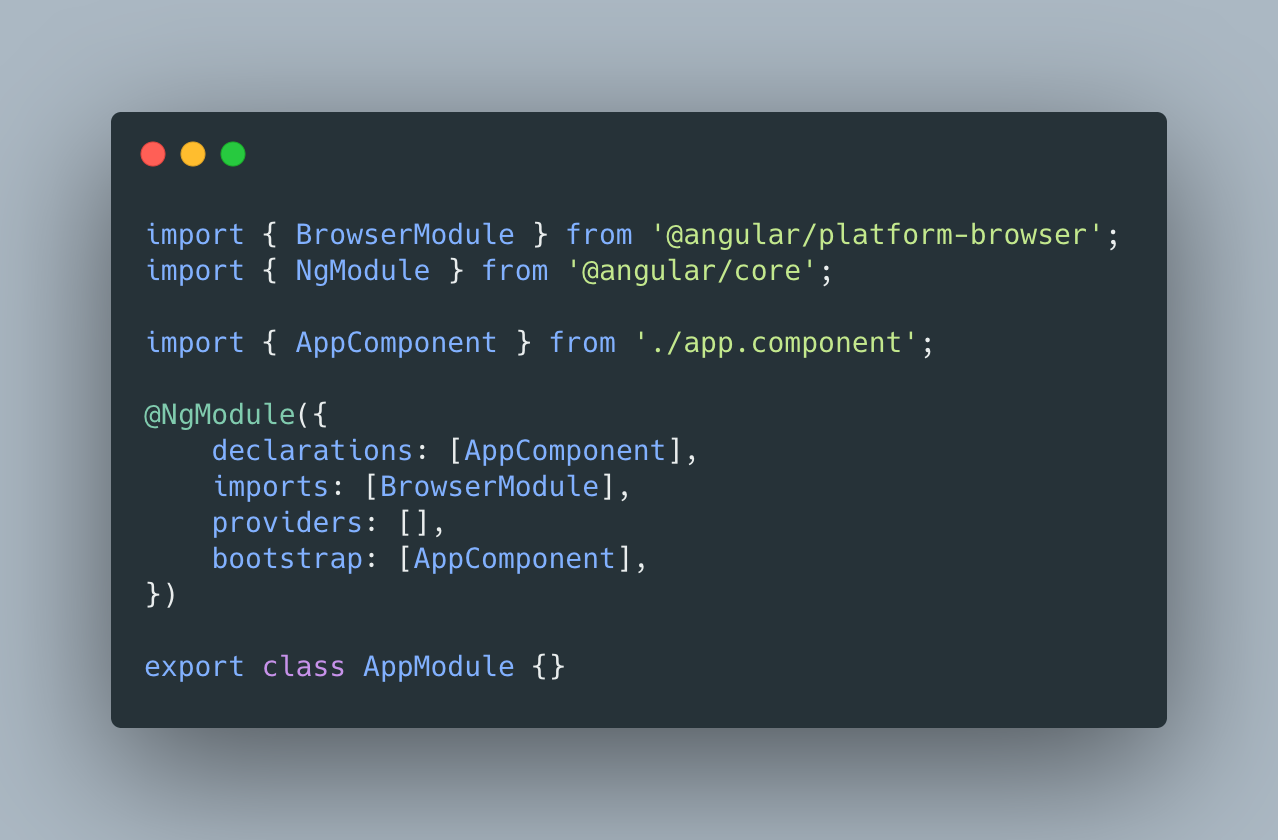 import { BrowserModule } from '@angular/platform-browser';
import { NgModule } from '@angular/core';

import { AppComponent } from './app.component';

@NgModule({
    declarations: [AppComponent],
    imports: [BrowserModule],
    providers: [],
    bootstrap: [AppComponent],
})

export class AppModule {}